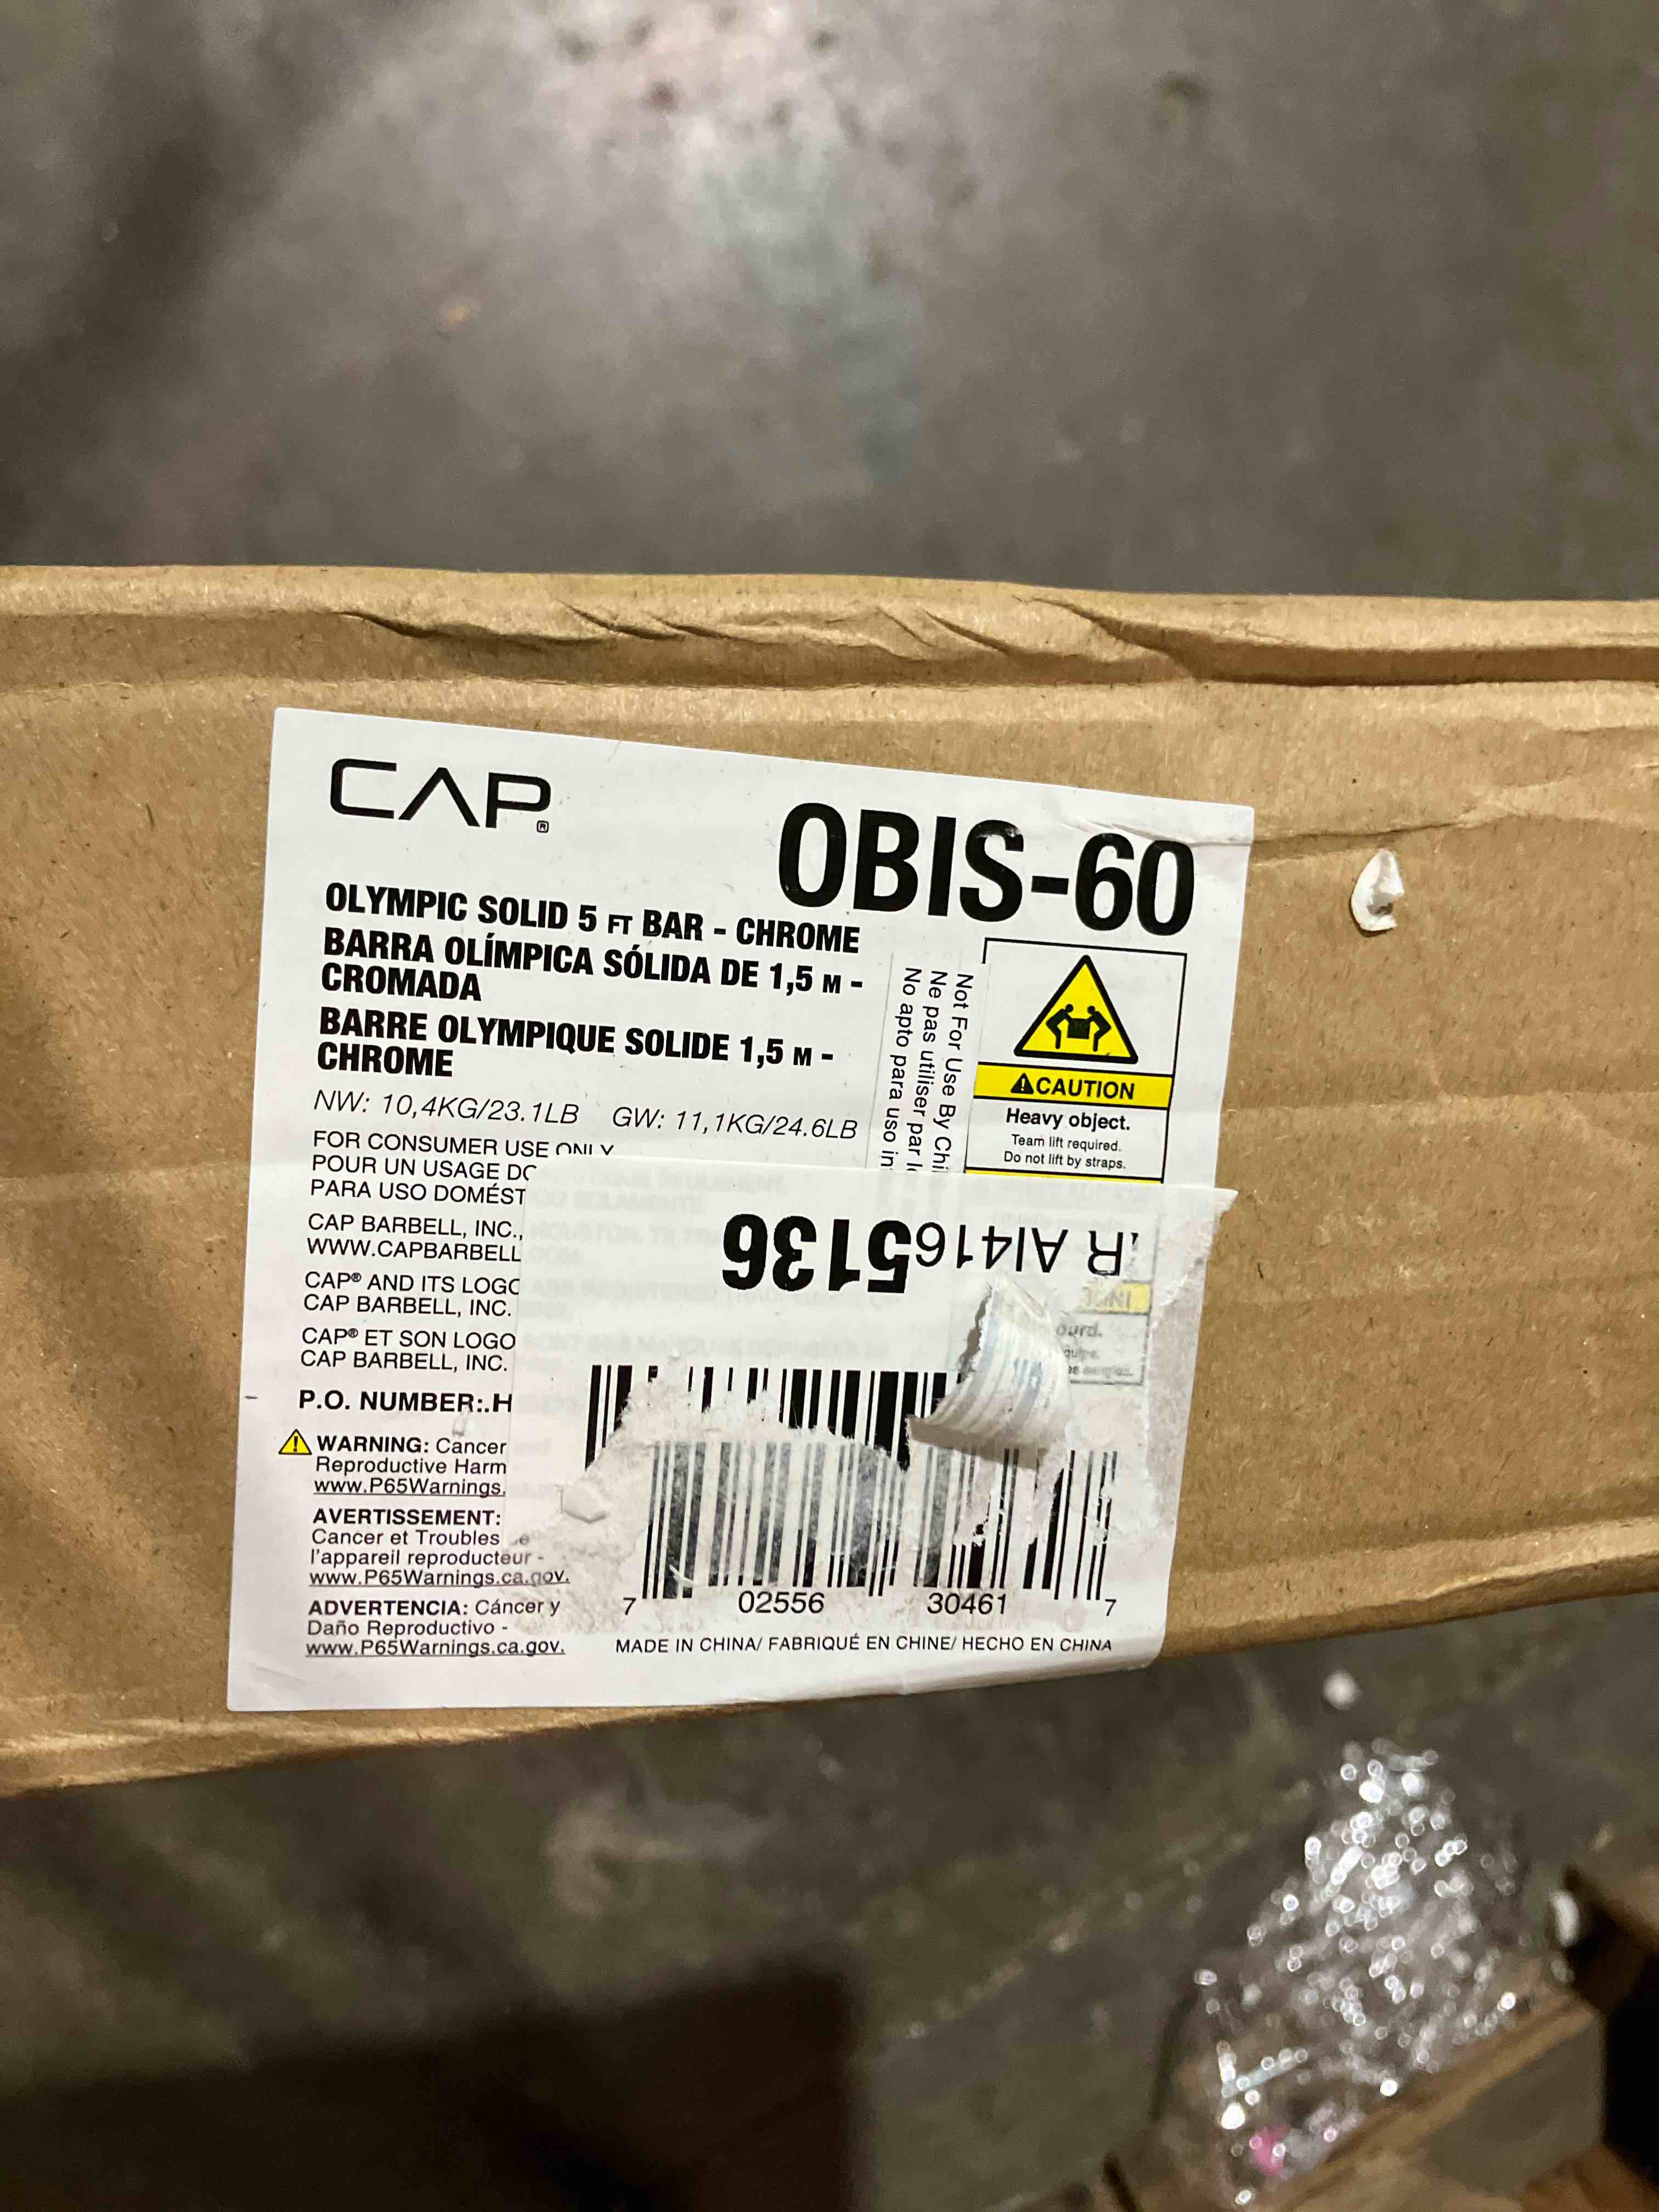 CAP®
OBIS-60
OLYMPIC SOLID 5 FT BAR - CHROME
BARRA OLÍMPICA SÓLIDA DE 1,5 M -
CROMADA
BARRE OLYMPIQUE SOLIDE 1,5 M -
CHROME
NW: 10,4KG/23.1LB GW: 11,1KG/24.6LB
FOR CONSUMER USE ONLY
POUR UN USAGE
PARA USO DOMÉST
CAP BARBELL, INC.,
WWW.CAPBARBELL
CAP® AND ITS LOGO
CAP BARBELL, INC.
CAP® ET SON LOGO
CAP BARBELL, INC.
P.O. NUMBER:.H
WARNING: Cancer
Reproductive Harm
www.P65Warnings.
AVERTISSEMENT:
Cancer et Troubles de
l'appareil reproducteur -
www.P65Warnings.ca.gov.
ADVERTENCIA: Cáncer y
Daño Reproductivo -
www.P65Warnings.ca.gov.
Not For Use By Chi
Ne pas utiliser par l
No apto para uso in
CAUTION
Heavy object.
Team lift required.
Do not lift by straps.
R AI4165136
7 02556 30461 7
MADE IN CHINA/ FABRIQUÉ EN CHINE/ HECHO EN CHINA